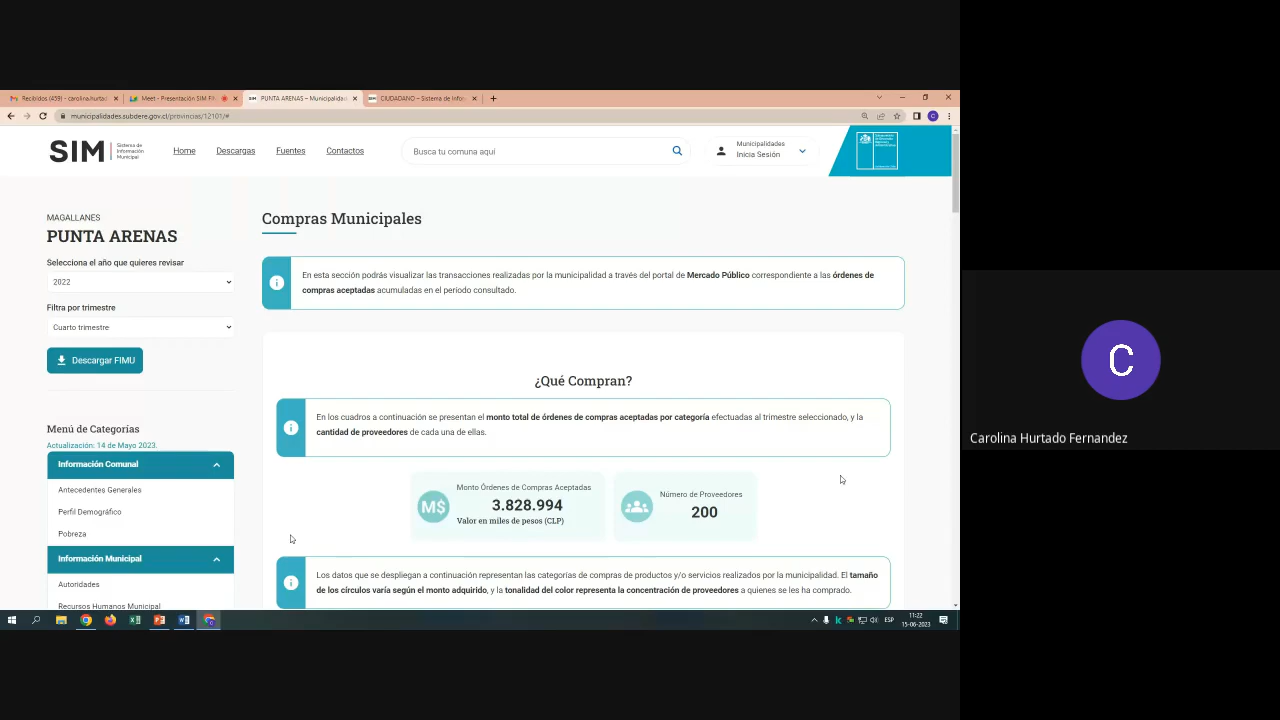 Recibidos (459) - carolina.hurtad
Meet - Presentación SIM-FIM
PUNTA ARENAS – Municipalidad
CIUDADANO – Sistema de Infor
municipalidades.subdere.gov.cl/provincias/12101/#
SIM
Sistema de
Información
Municipal
Home
Descargas
Fuentes
Contactos
Busca tu comuna aquí
Municipalidades
Inicia Sesión
MAGALLANES
PUNTA ARENAS
Selecciona el año que quieres revisar
2022
Filtra por trimestre
Cuarto trimestre
Descargar FIMU
Menú de Categorías
Actualización: 14 de Mayo 2023.
Información Comunal
Antecedentes Generales
Perfil Demográfico
Pobreza
Información Municipal
Autoridades
Recursos Humanos Municipal
Compras Municipales
En esta sección podrás visualizar las transacciones realizadas por la municipalidad a través del portal de Mercado Público correspondiente a las órdenes de
compras aceptadas acumuladas en el período consultado.
¿Qué Compran?
En los cuadros a continuación se presentan el monto total de órdenes de compras aceptadas por categoría efectuadas al trimestre seleccionado, y la
cantidad de proveedores de cada una de ellas.
M$
Monto Órdenes de Compras Aceptadas
3.828.994
Valor en miles de pesos (CLP)
Número de Proveedores
200
Los datos que se despliegan a continuación representan las categorías de compras de productos y/o servicios realizados por la municipalidad. El tamaño
de los círculos varía según el monto adquirido, y la tonalidad del color representa la concentración de proveedores a quienes se les ha comprado.
ESP
11:22
15-06-2023
C
Carolina Hurtado Fernandez